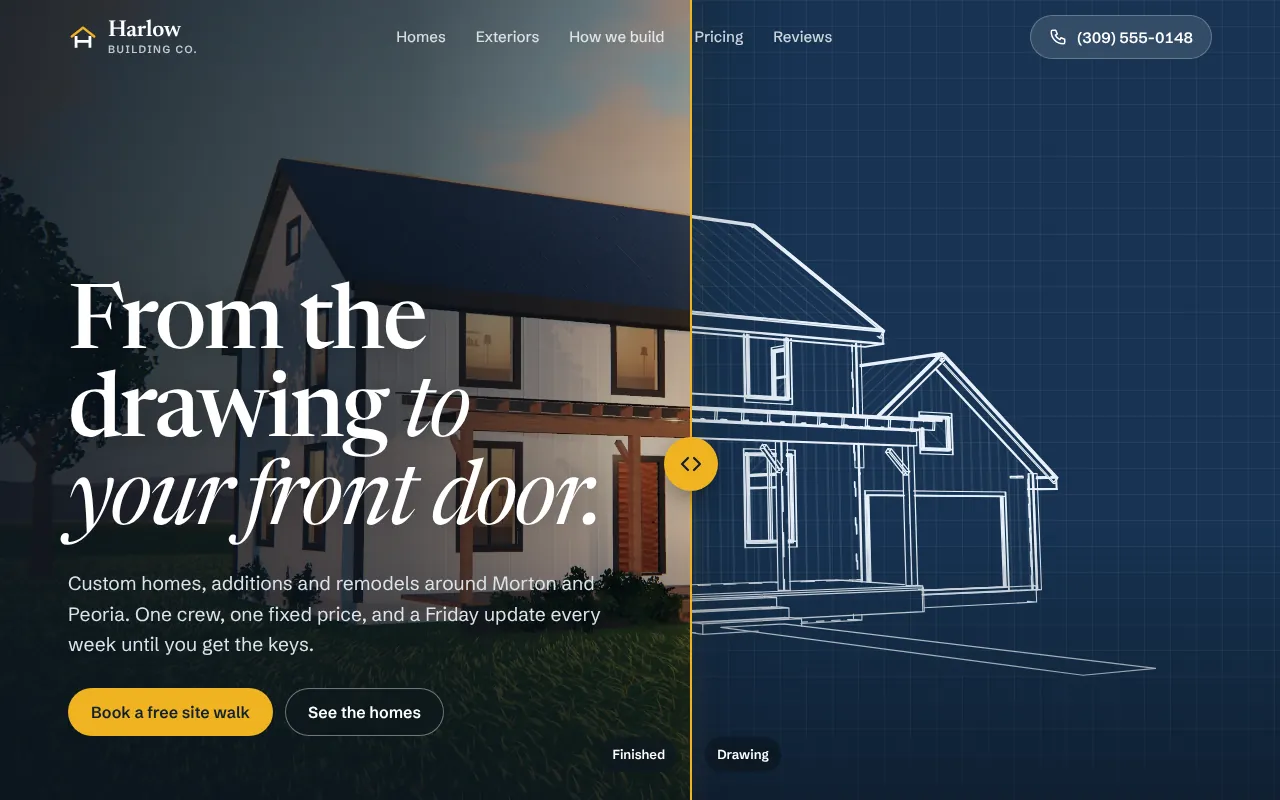 Harlow
BUILDING CO.
Homes
Exteriors
How we build
Pricing
Reviews
(309) 555-0148
From the
drawing to
your front door.
Custom homes, additions and remodels around Morton and
Peoria. One crew, one fixed price, and a Friday update every
week until you get the keys.
Book a free site walk
See the homes
Finished
Drawing